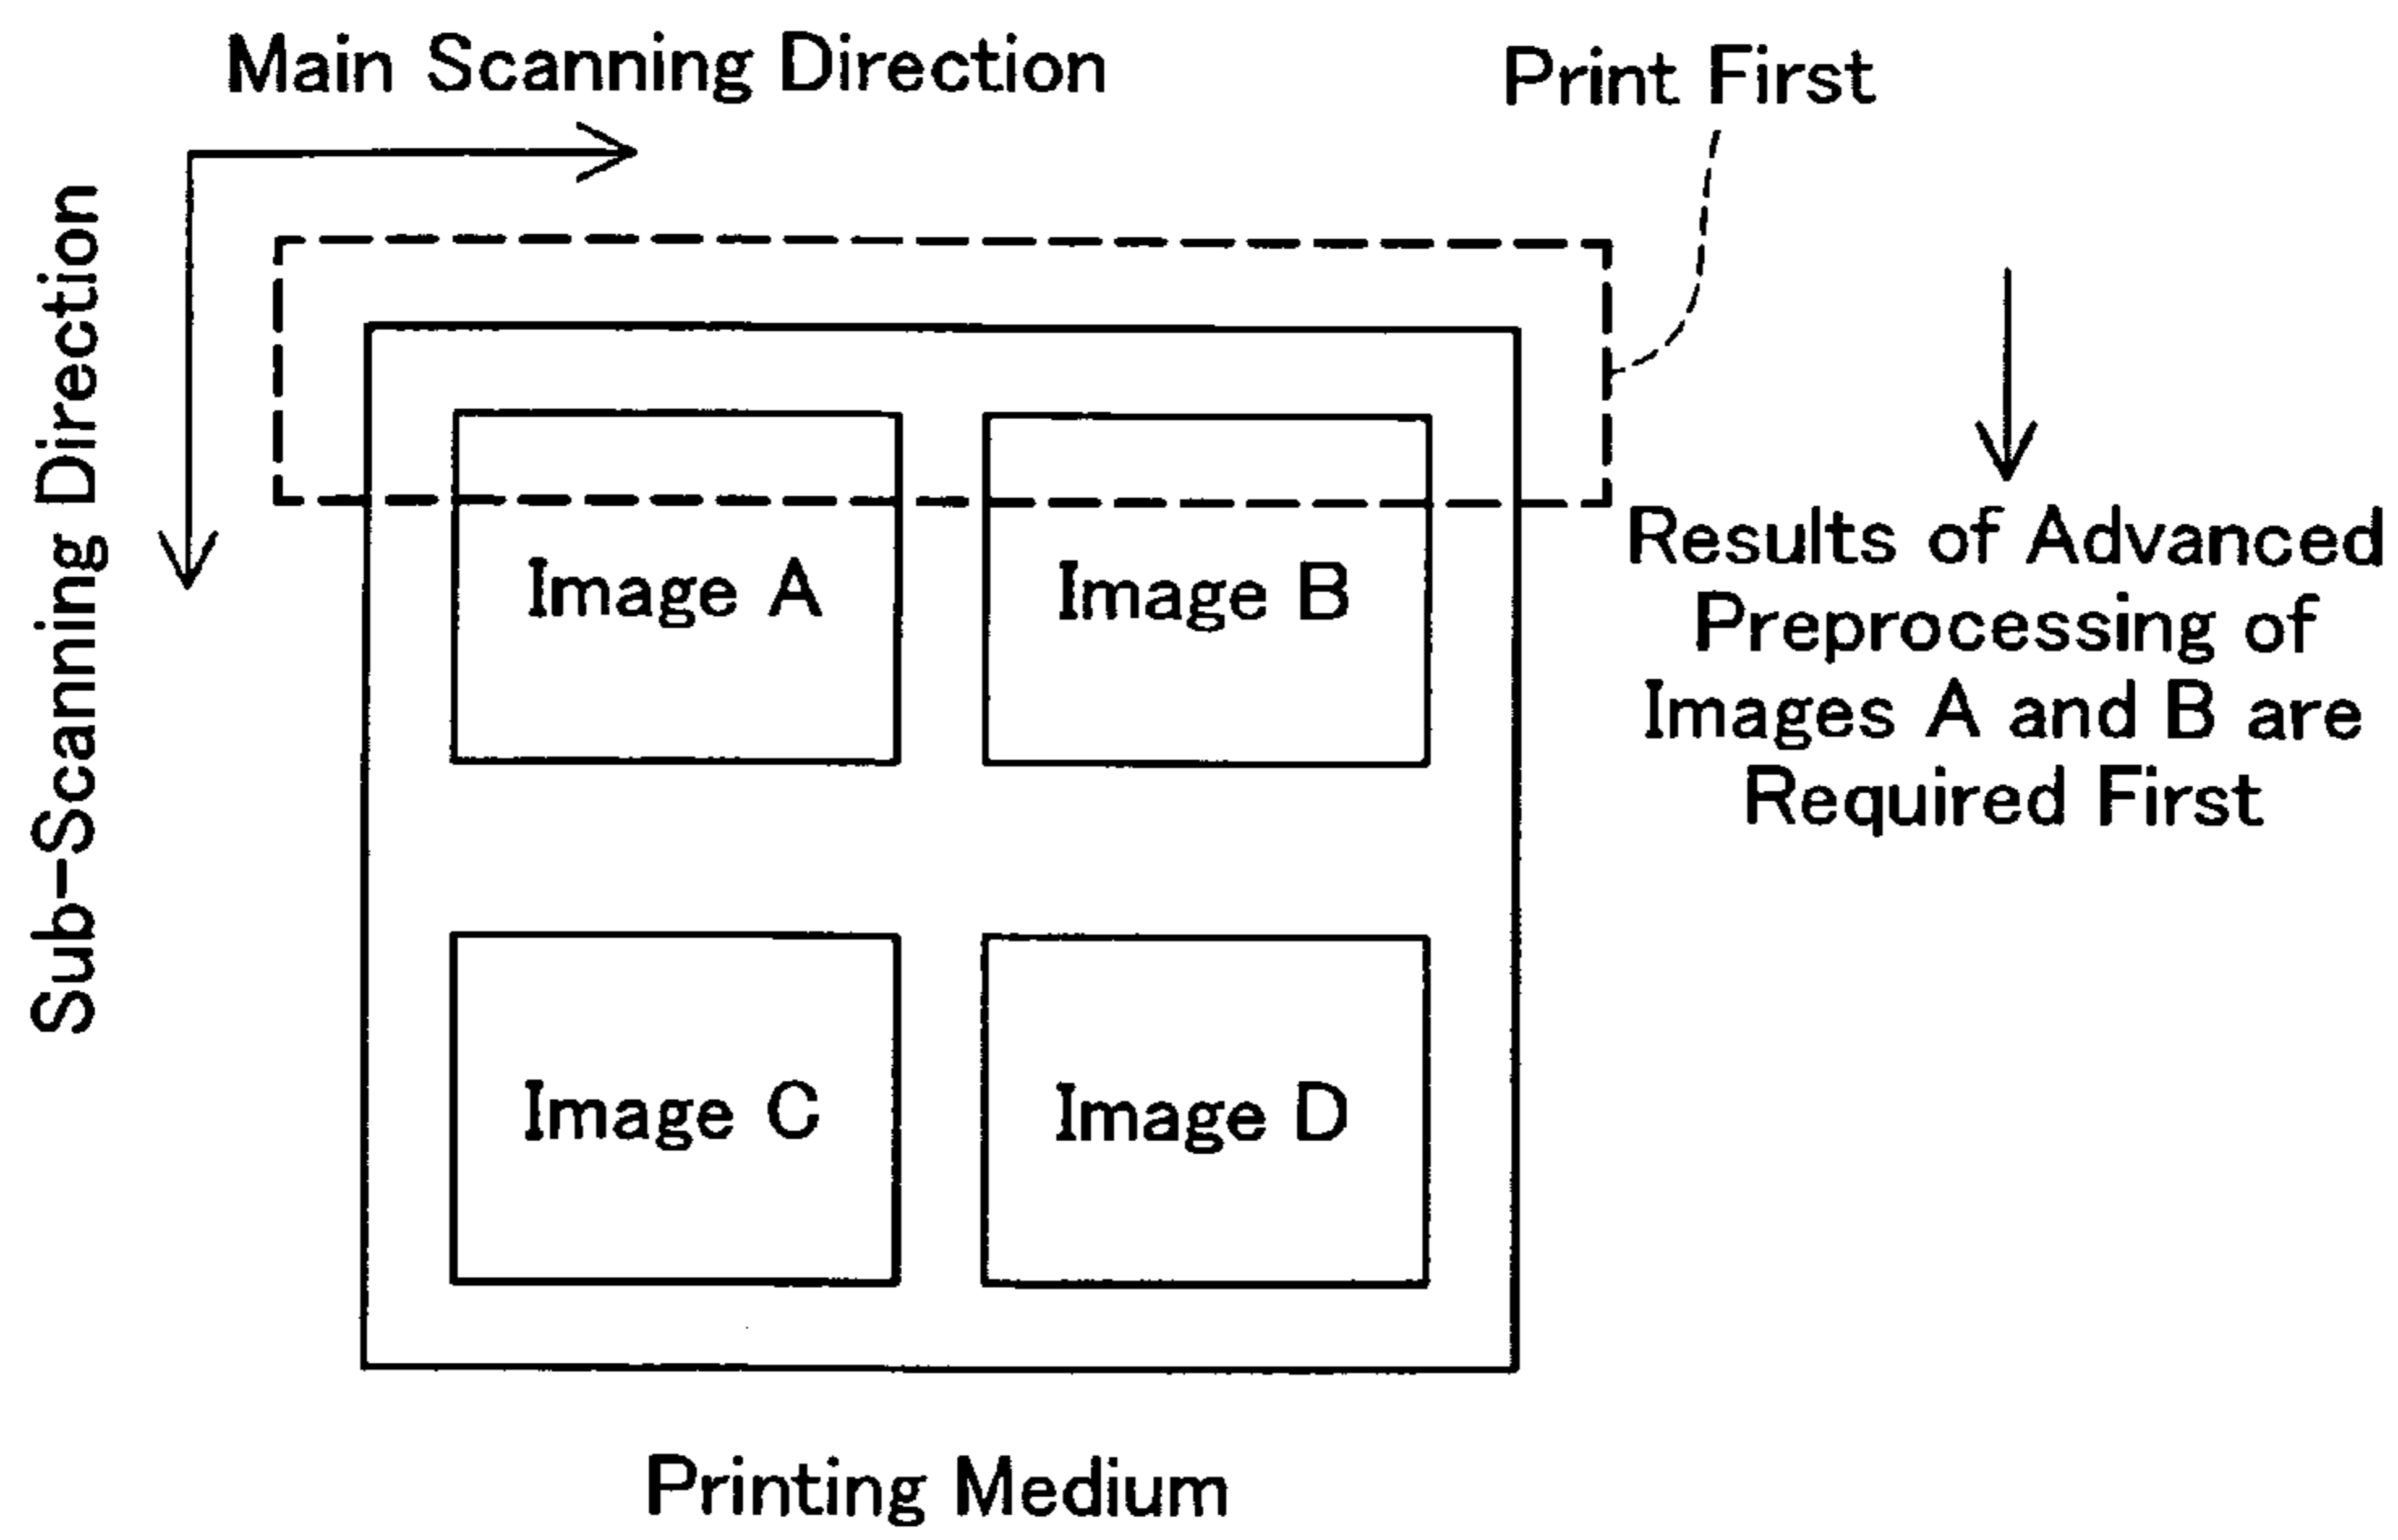 Main Scanning Direction
Print First
Sub-Scanning Direction
Results of Advanced
Preprocessing of
Images A and B are
Required First
Image A
Image B
Image C
Image D
Printing Medium